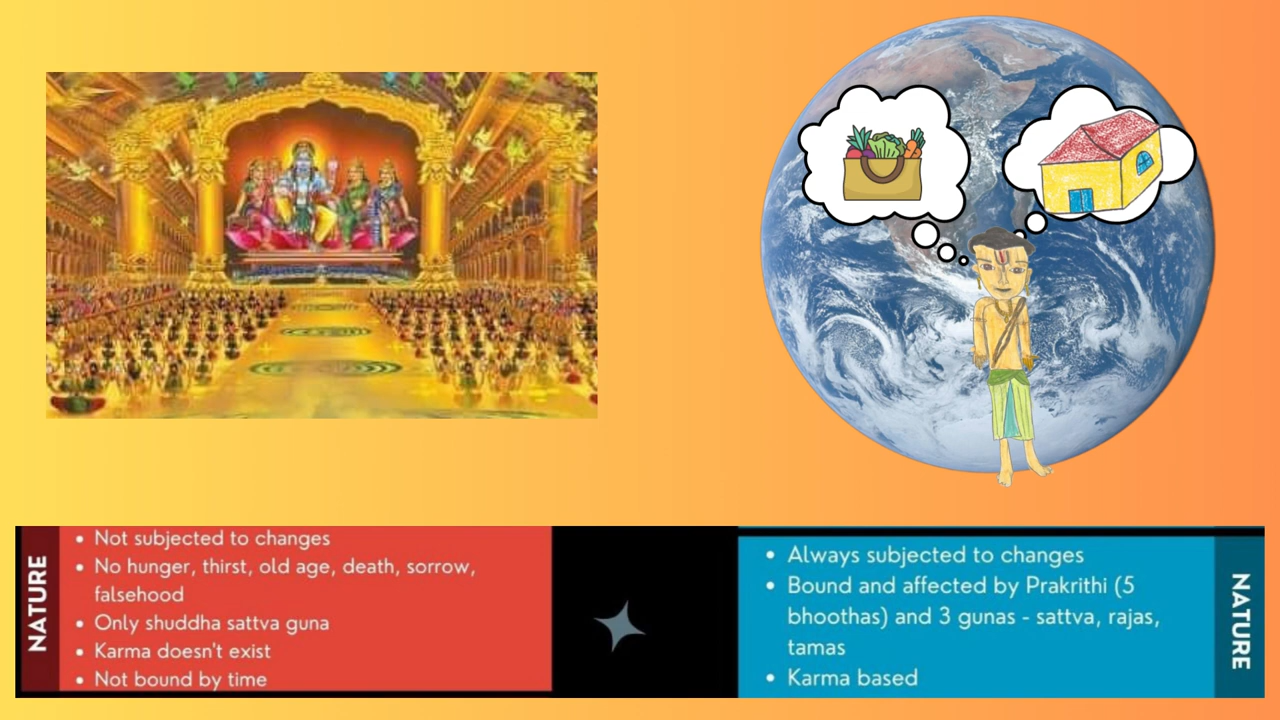 NATURE
• Not subjected to changes
• No hunger, thirst, old age, death, sorrow,
falsehood
• Only shuddha sattva guna
• Karma doesn't exist
• Not bound by time
• Always subjected to changes
• Bound and affected by Prakrithi (5
bhoothas) and 3 gunas - sattva, rajas,
tamas
• Karma based
NATURE